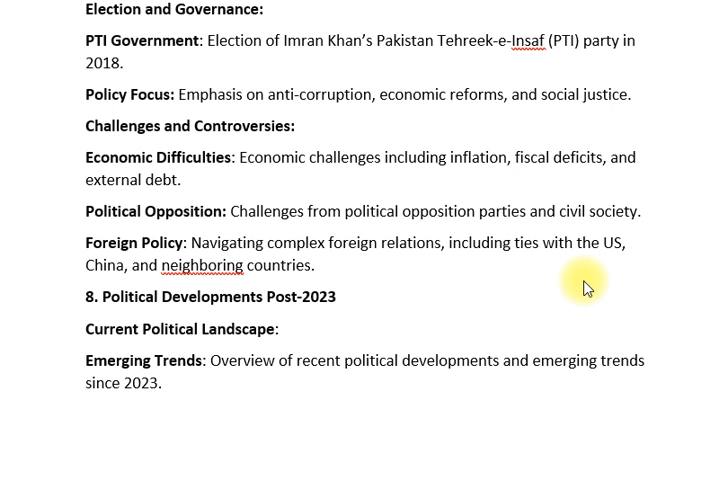 Election and Governance:
PTI Government: Election of Imran Khan’s Pakistan Tehreek-e-Insaf (PTI) party in
2018.
Policy Focus: Emphasis on anti-corruption, economic reforms, and social justice.
Challenges and Controversies:
Economic Difficulties: Economic challenges including inflation, fiscal deficits, and
external debt.
Political Opposition: Challenges from political opposition parties and civil society.
Foreign Policy: Navigating complex foreign relations, including ties with the US,
China, and neighboring countries.
8. Political Developments Post-2023
Current Political Landscape:
Emerging Trends: Overview of recent political developments and emerging trends
since 2023.